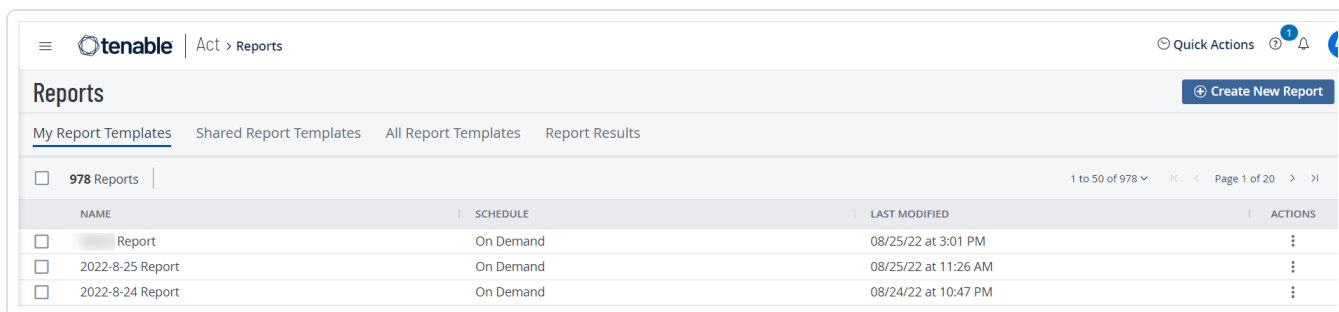 tenable Act > Reports Quick Actions 1
Reports Create New Report
My Report Templates Shared Report Templates All Report Templates Report Results
978 Reports 1 to 50 of 978 Page 1 of 20
NAME SCHEDULE LAST MODIFIED ACTIONS
Report On Demand 08/25/22 at 3:01 PM
2022-8-25 Report On Demand 08/25/22 at 11:26 AM
2022-8-24 Report On Demand 08/24/22 at 10:47 PM